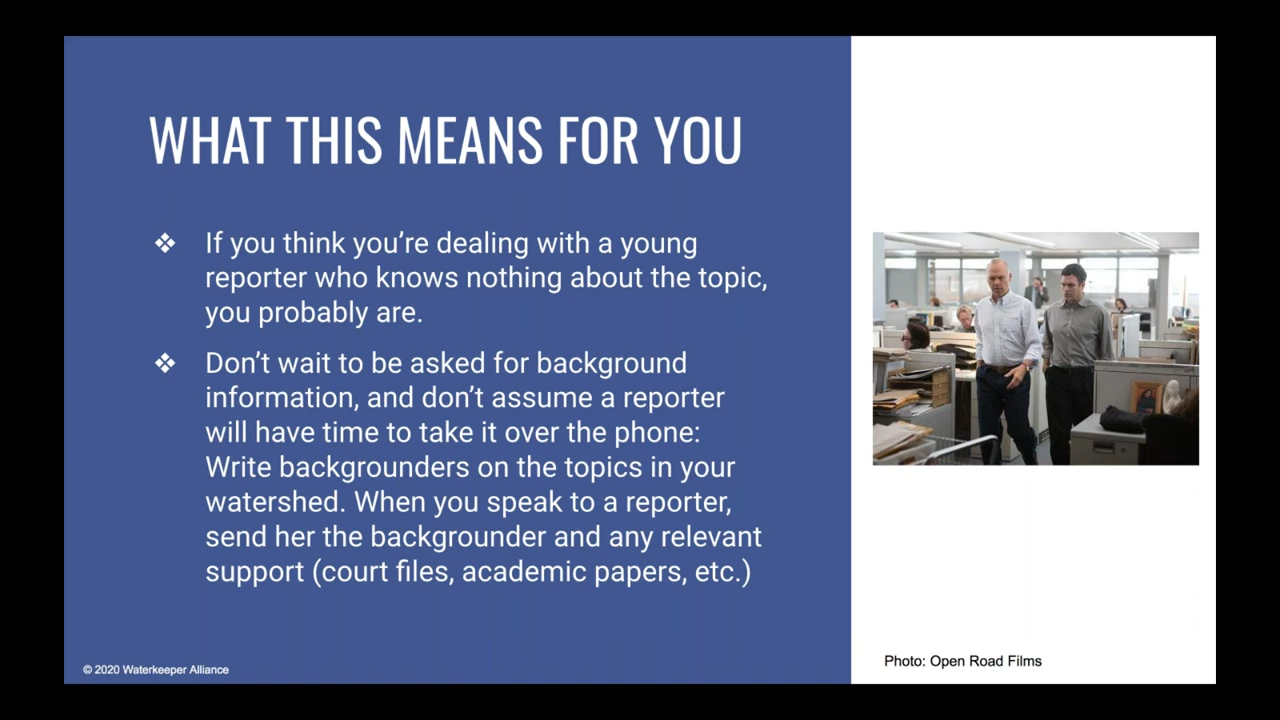 WHAT THIS MEANS FOR YOU
❖ If you think you’re dealing with a young
reporter who knows nothing about the topic,
you probably are.
❖ Don’t wait to be asked for background
information, and don’t assume a reporter
will have time to take it over the phone:
Write backgrounders on the topics in your
watershed. When you speak to a reporter,
send her the backgrounder and any relevant
support (court files, academic papers, etc.)
© 2020 Waterkeeper Alliance
Photo: Open Road Films